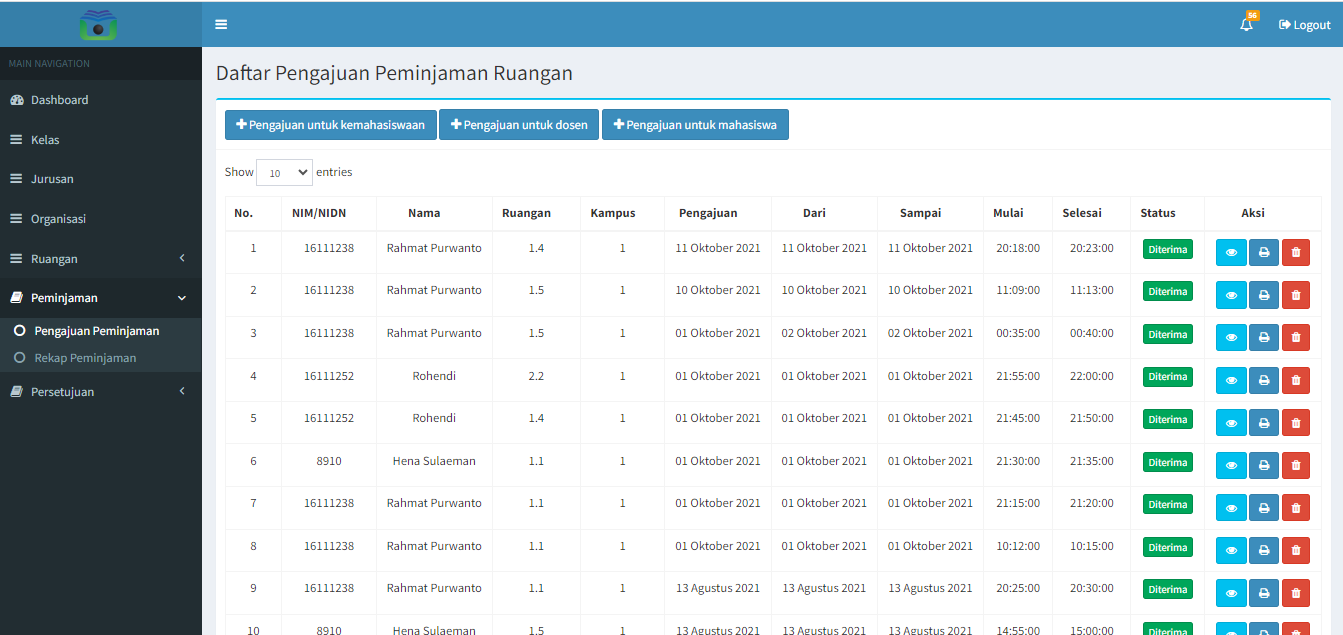 56
Logout
MAIN NAVIGATION
Dashboard
Kelas
Jurusan
Organisasi
Ruangan
Peminjaman
Pengajuan Peminjaman
Rekap Peminjaman
Persetujuan
Daftar Pengajuan Peminjaman Ruangan
Pengajuan untuk kemahasiswaan Pengajuan untuk dosen Pengajuan untuk mahasiswa
Show 10 entries
No. NIM/NIDN Nama Ruangan Kampus Pengajuan Dari Sampai Mulai Selesai Status Aksi
1 16111238 Rahmat Purwanto 1.4 1 11 Oktober 2021 11 Oktober 2021 11 Oktober 2021 20:18:00 20:23:00 Diterima
2 16111238 Rahmat Purwanto 1.5 1 10 Oktober 2021 10 Oktober 2021 10 Oktober 2021 11:09:00 11:13:00 Diterima
3 16111238 Rahmat Purwanto 1.5 1 01 Oktober 2021 02 Oktober 2021 02 Oktober 2021 00:35:00 00:40:00 Diterima
4 16111252 Rohendi 2.2 1 01 Oktober 2021 01 Oktober 2021 01 Oktober 2021 21:55:00 22:00:00 Diterima
5 16111252 Rohendi 1.4 1 01 Oktober 2021 01 Oktober 2021 01 Oktober 2021 21:45:00 21:50:00 Diterima
6 8910 Hena Sulaeman 1.1 1 01 Oktober 2021 01 Oktober 2021 01 Oktober 2021 21:30:00 21:35:00 Diterima
7 16111238 Rahmat Purwanto 1.1 1 01 Oktober 2021 01 Oktober 2021 01 Oktober 2021 21:15:00 21:20:00 Diterima
8 16111238 Rahmat Purwanto 1.1 1 01 Oktober 2021 01 Oktober 2021 01 Oktober 2021 10:12:00 10:15:00 Diterima
9 16111238 Rahmat Purwanto 1.1 1 13 Agustus 2021 13 Agustus 2021 13 Agustus 2021 20:25:00 20:30:00 Diterima
10 8910 Hena Sulaeman 1.5 1 13 Agustus 2021 13 Agustus 2021 13 Agustus 2021 14:55:00 15:00:00 Diterima